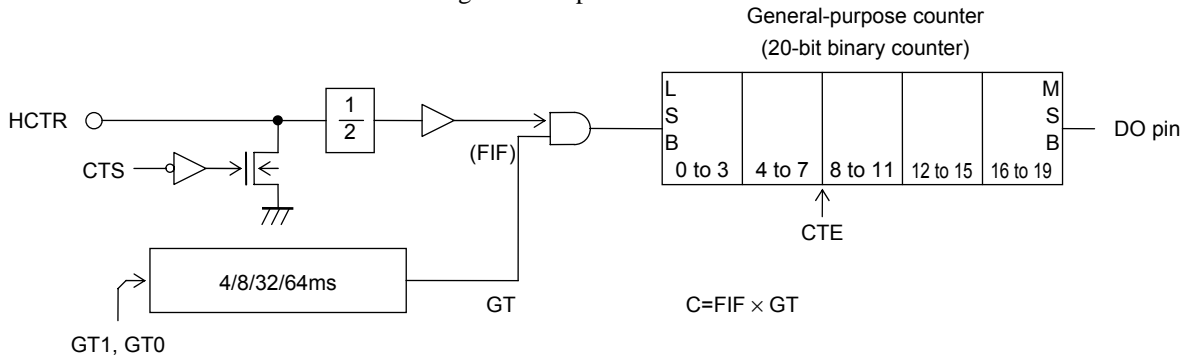 General-purpose counter
(20-bit binary counter)
HCTR
1
2
(FIF)
L
S
B
M
S
B
DO pin
CTS
0 to 3
4 to 7
8 to 11
12 to 15
16 to 19
CTE
4/8/32/64ms
GT
C=FIF × GT
GT1, GT0